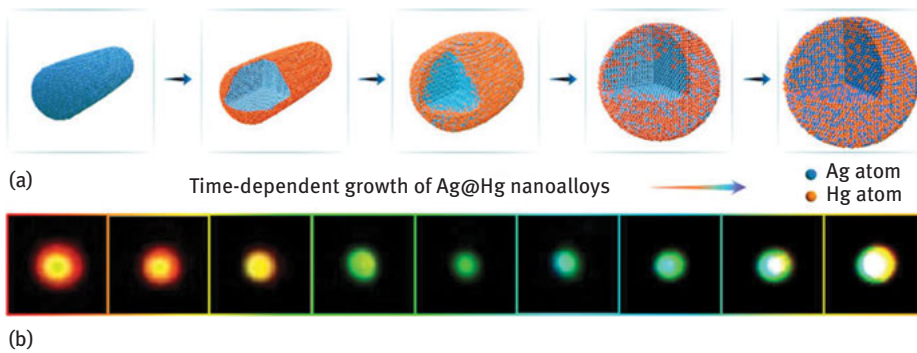 (a)
Time-dependent growth of Ag@Hg nanoalloys
Ag atom
Hg atom
(b)